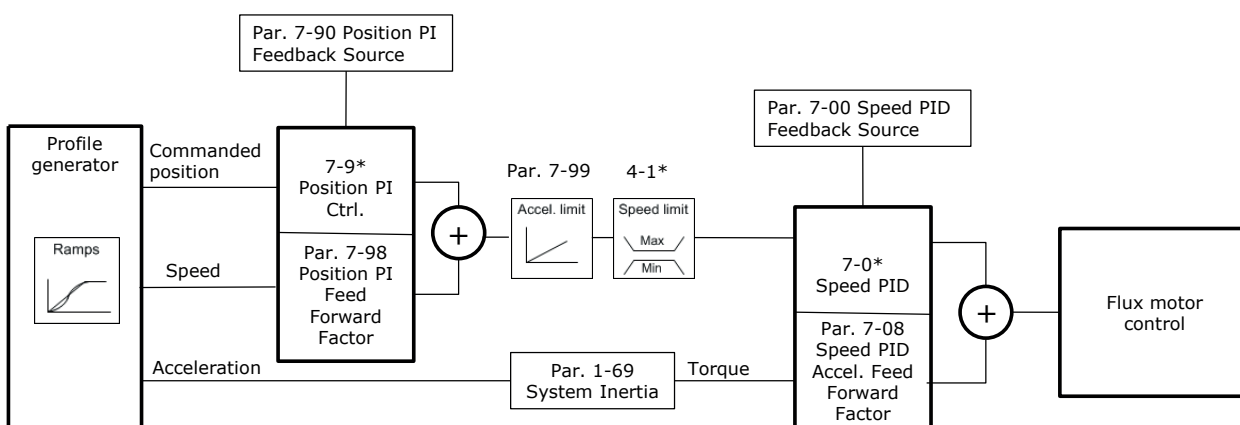 Par. 7-90 Position PI
Feedback Source
Par. 7-00 Speed PID
Feedback Source
Profile
generator
Ramps
Commanded
position
Speed
Acceleration
7-9*
Position PI
Ctrl.
Par. 7-98
Position PI
Feed
Forward
Factor
+
Par. 7-99
Accel. limit
4-1*
Speed limit
Max
Min
Par. 1-69
System Inertia
Torque
7-0*
Speed PID
Par. 7-08
Speed PID
Accel. Feed
Forward
Factor
+
Flux motor
control